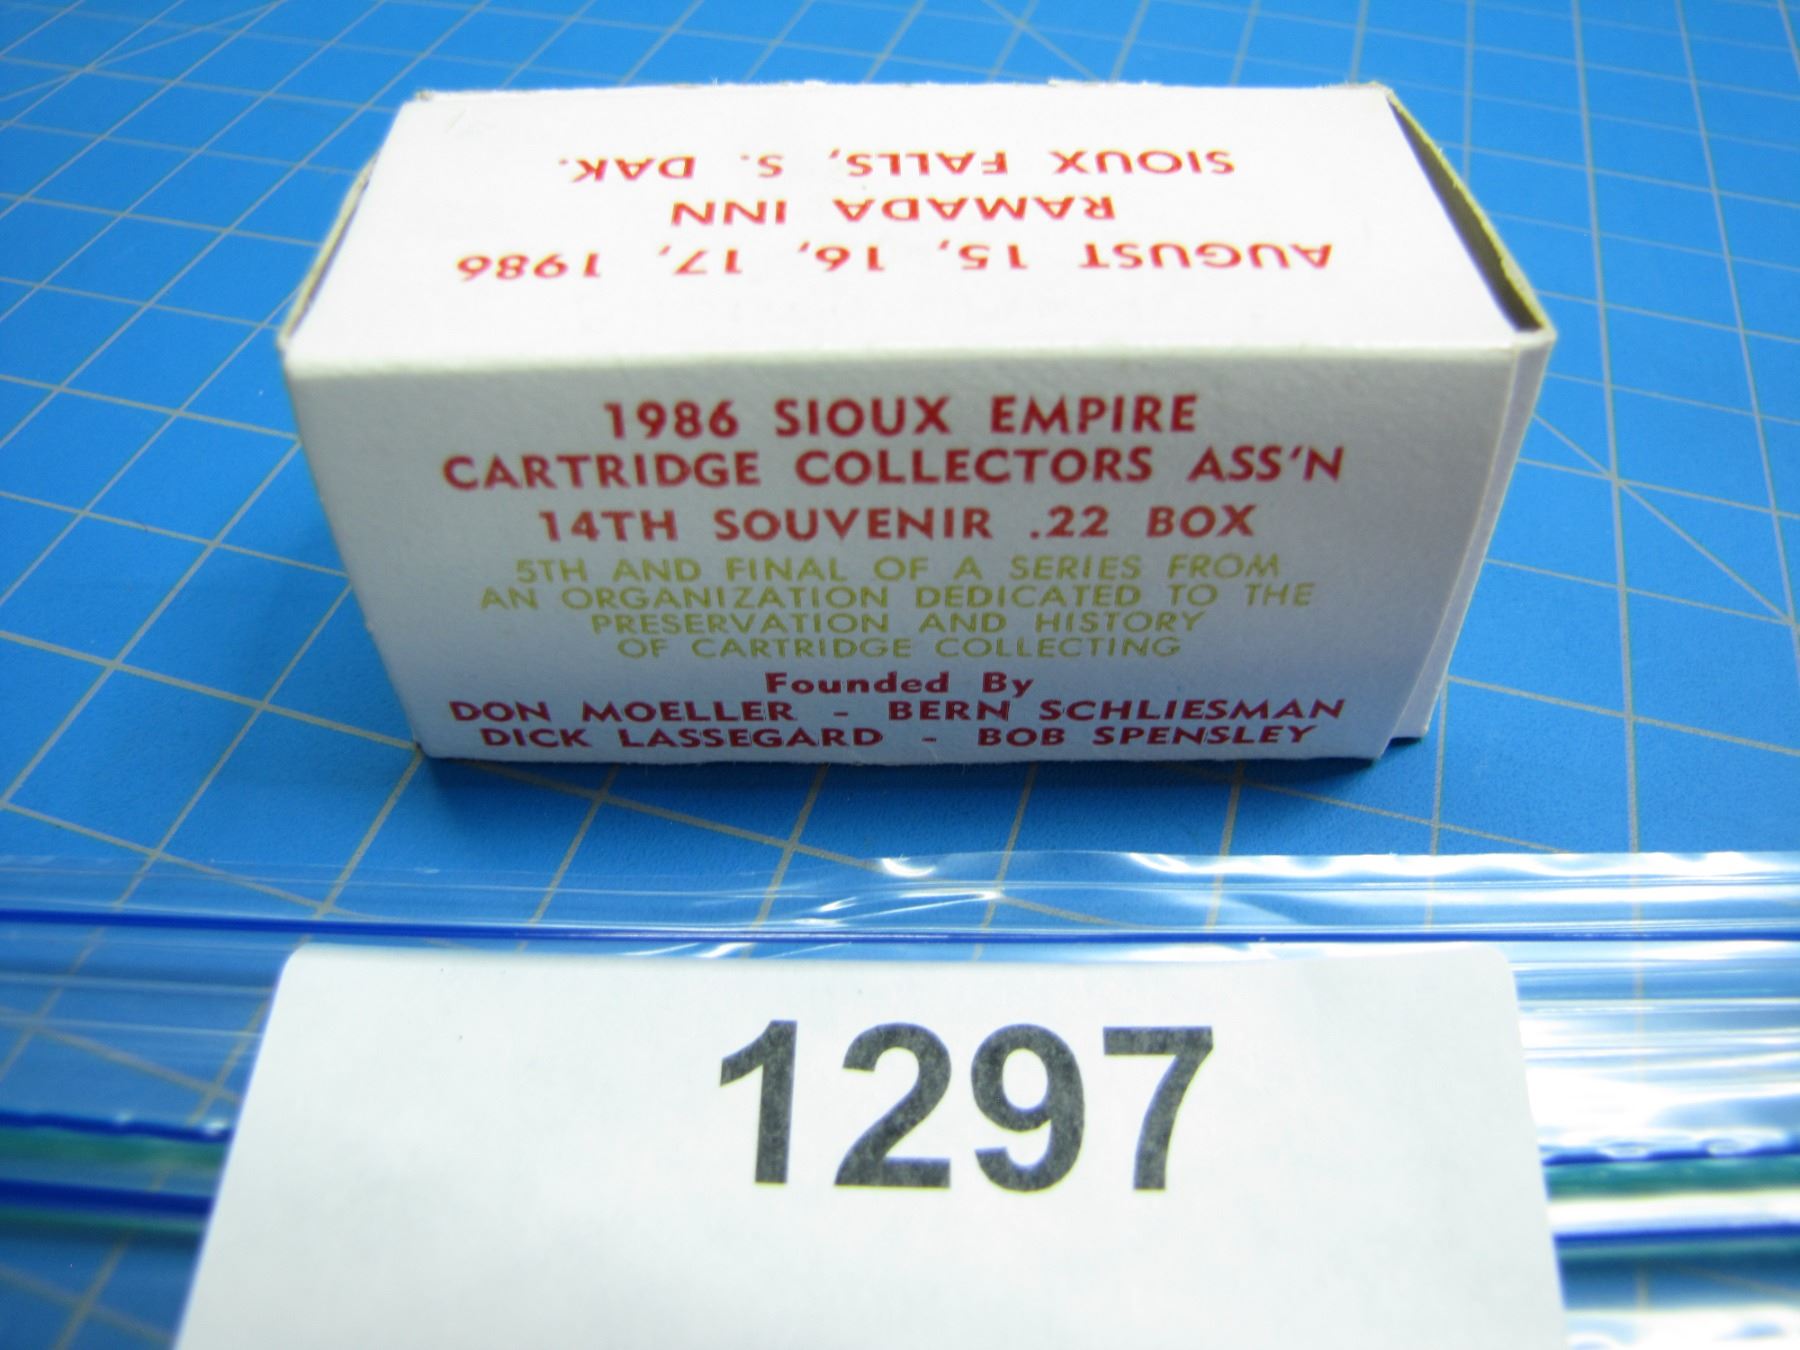 AUGUST 15, 16, 17, 1986
RAMADA INN
SIOUX FALLS, S. DAK.
1986 SIOUX EMPIRE
CARTRIDGE COLLECTORS ASS'N
14TH SOUVENIR .22 BOX
5TH AND FINAL OF A SERIES FROM
AN ORGANIZATION DEDICATED TO THE
PRESERVATION AND HISTORY
OF CARTRIDGE COLLECTING
Founded By
DON MOELLER - BERN SCHLIESMAN
DICK LASSEGARD - BOB SPENSLEY
1297